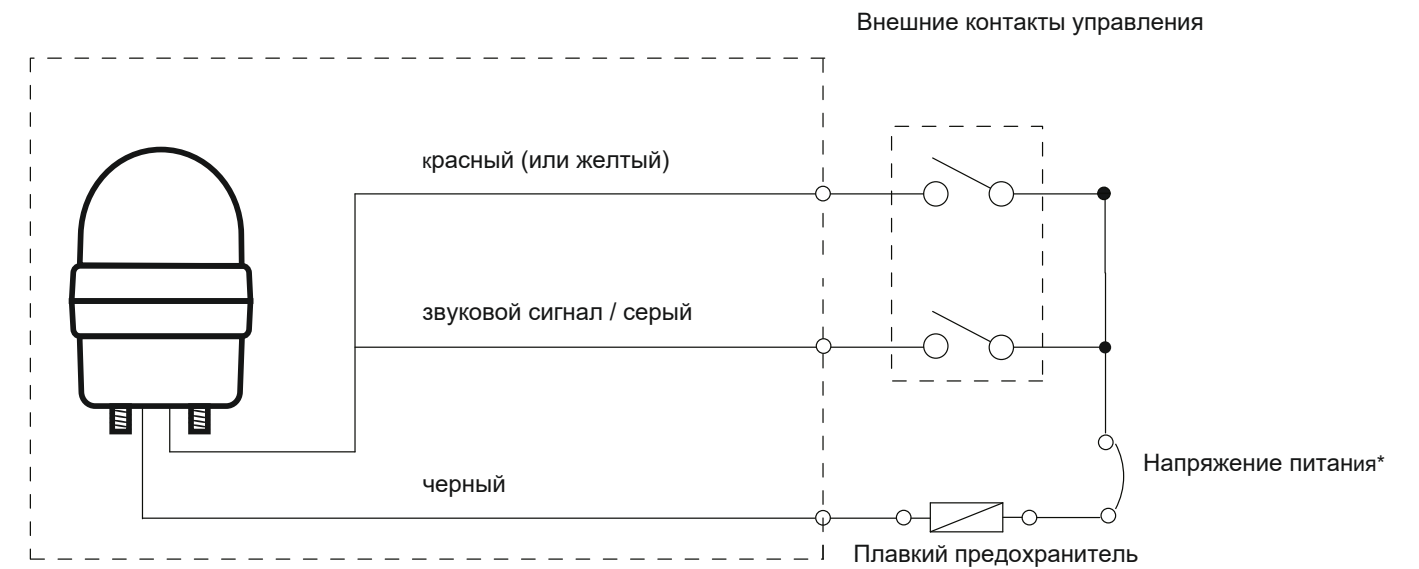 Внешние контакты управления
красный (или желтый)
звуковой сигнал / серый
Напряжение питания*
черный
Плавкий предохранитель